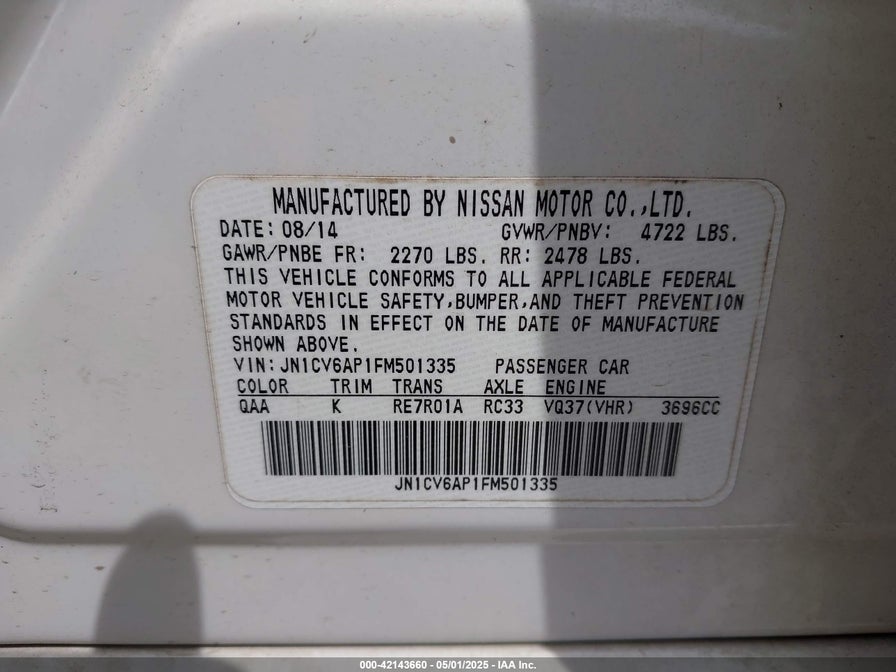 MANUFACTURED BY NISSAN MOTOR CO.,LTD.
DATE: 08/14 GVWR/PNBV: 4722 LBS.
GAWR/PNBE FR: 2270 LBS. RR: 2478 LBS.
THIS VEHICLE CONFORMS TO ALL APPLICABLE FEDERAL
MOTOR VEHICLE SAFETY,BUMPER,AND THEFT PREVENTION
STANDARDS IN EFFECT ON THE DATE OF MANUFACTURE
SHOWN ABOVE.
VIN: JN1CV6AP1FM501335 PASSENGER CAR
COLOR TRIM TRANS AXLE ENGINE
QAA K RE7R01A RC33 VQ37(VHR) 3696CC
JN1CV6AP1FM501335
000-42143660 - 05/01/2025 - IAA Inc.